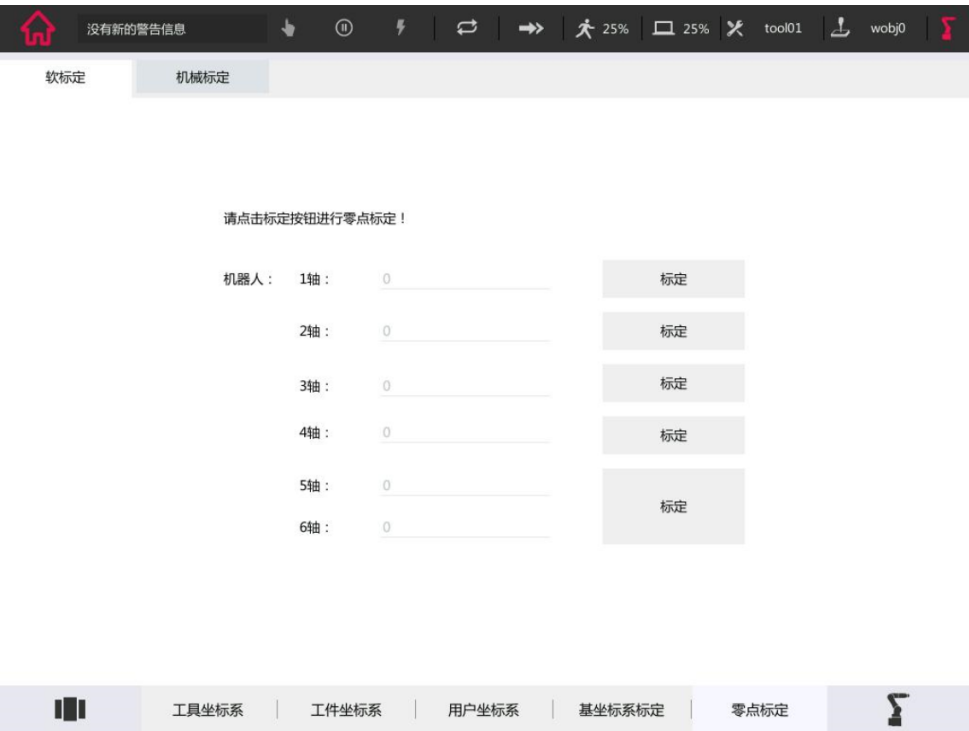 没有新的警告信息 25% 25% tool01 wobj0
软标定 机械标定
请点击标定按钮进行零点标定！
机器人： 1轴： 0 标定
2轴： 0 标定
3轴： 0 标定
4轴： 0 标定
5轴： 0
标定
6轴： 0
工具坐标系 工件坐标系 用户坐标系 基坐标系标定 零点标定